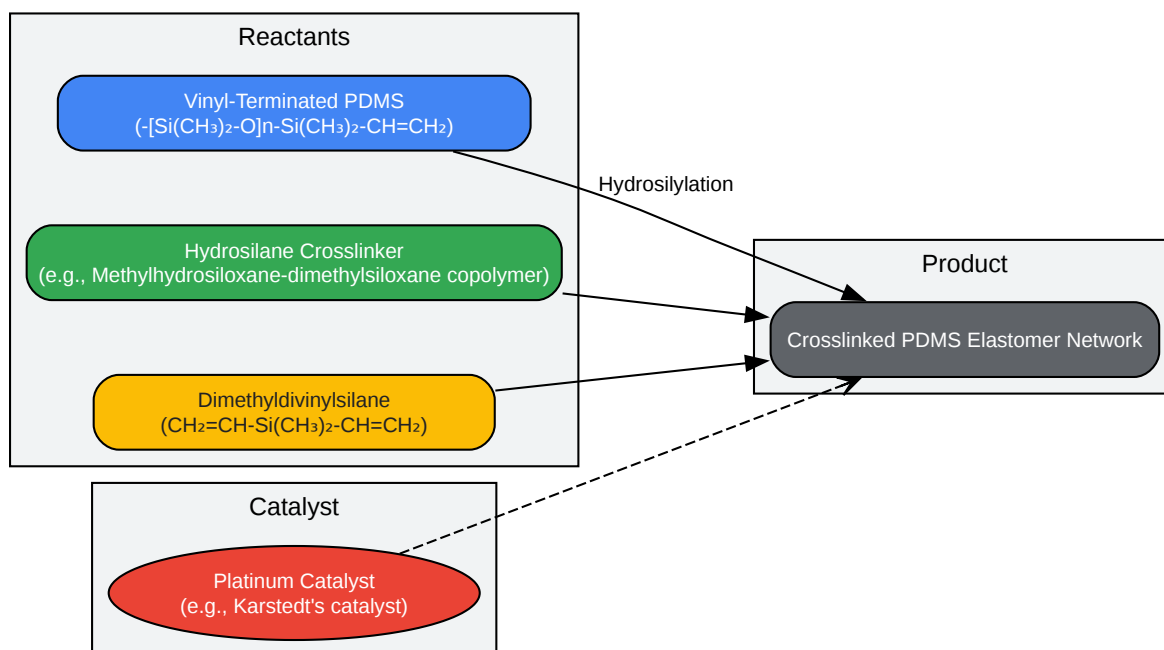 Reactants
Vinyl-Terminated PDMS
(-[Si(CH₃)₂-O]n-Si(CH₃)₂-CH=CH₂)
Hydrosilylation
Hydrosilane Crosslinker
(e.g., Methylhydrosiloxane-dimethylsiloxane copolymer)
Product
Crosslinked PDMS Elastomer Network
Dimethyldivinylsilane
(CH₂=CH-Si(CH₃)₂-CH=CH₂)
Catalyst
Platinum Catalyst
(e.g., Karstedt's catalyst)